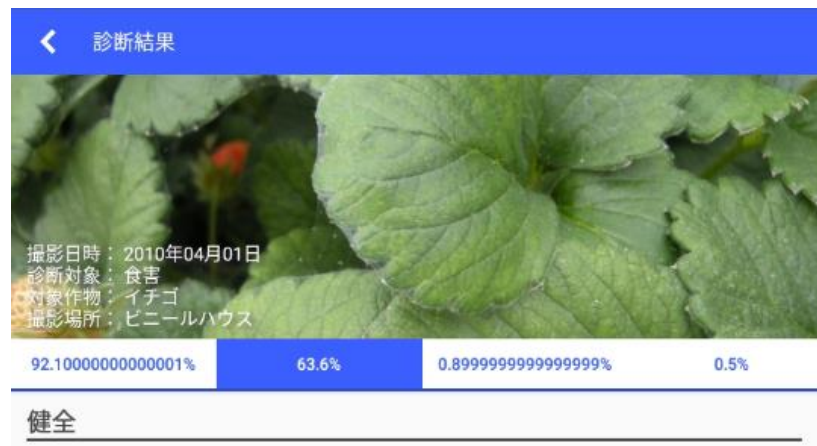 診断結果
撮影日時： 2010年04月01日
診断対象： 食害
対象作物： イチゴ
撮影場所： ビニールハウス
92.10000000000001% 63.6% 0.8999999999999999% 0.5%
健全